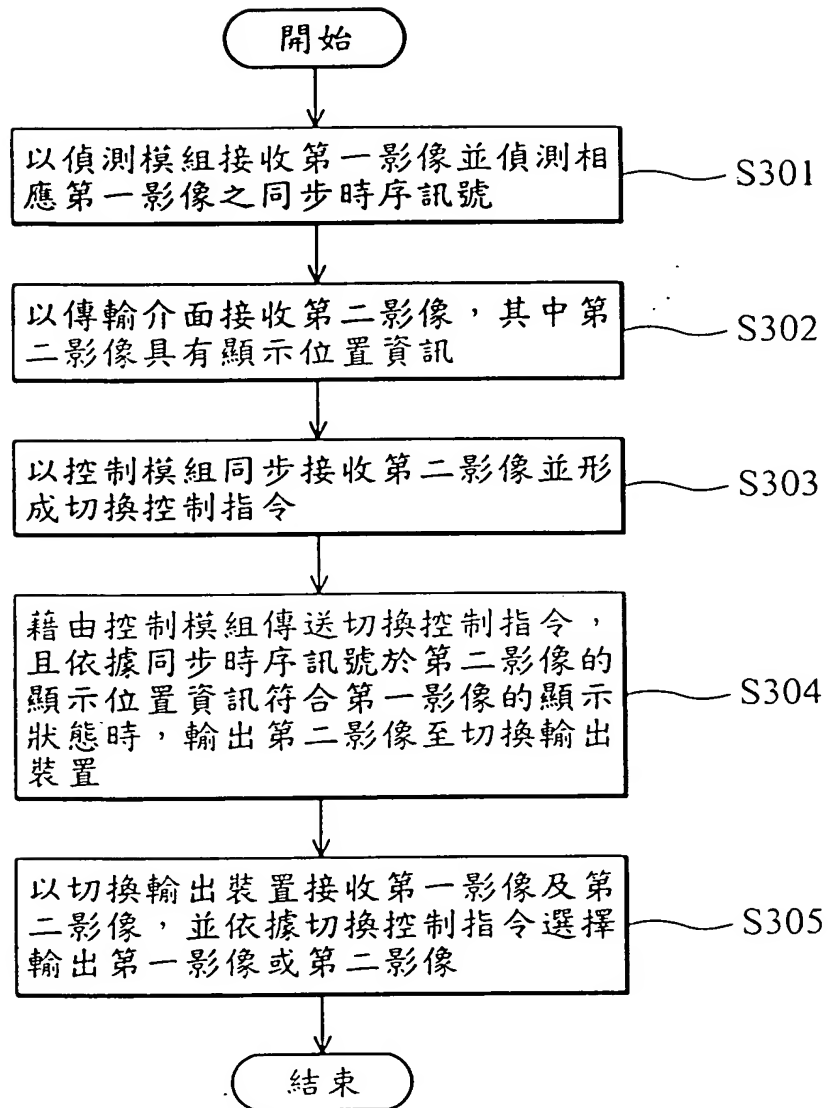 開始
以偵測模組接收第一影像並偵測相
應第一影像之同步時序訊號
S301
以傳輸介面接收第二影像，其中第
二影像具有顯示位置資訊
S302
以控制模組同步接收第二影像並形
成切換控制指令
S303
藉由控制模組傳送切換控制指令，
且依據同步時序訊號於第二影像的
顯示位置資訊符合第一影像的顯示
狀態時，輸出第二影像至切換輸出
裝置
S304
以切換輸出裝置接收第一影像及第
二影像，並依據切換控制指令選擇
輸出第一影像或第二影像
S305
結束